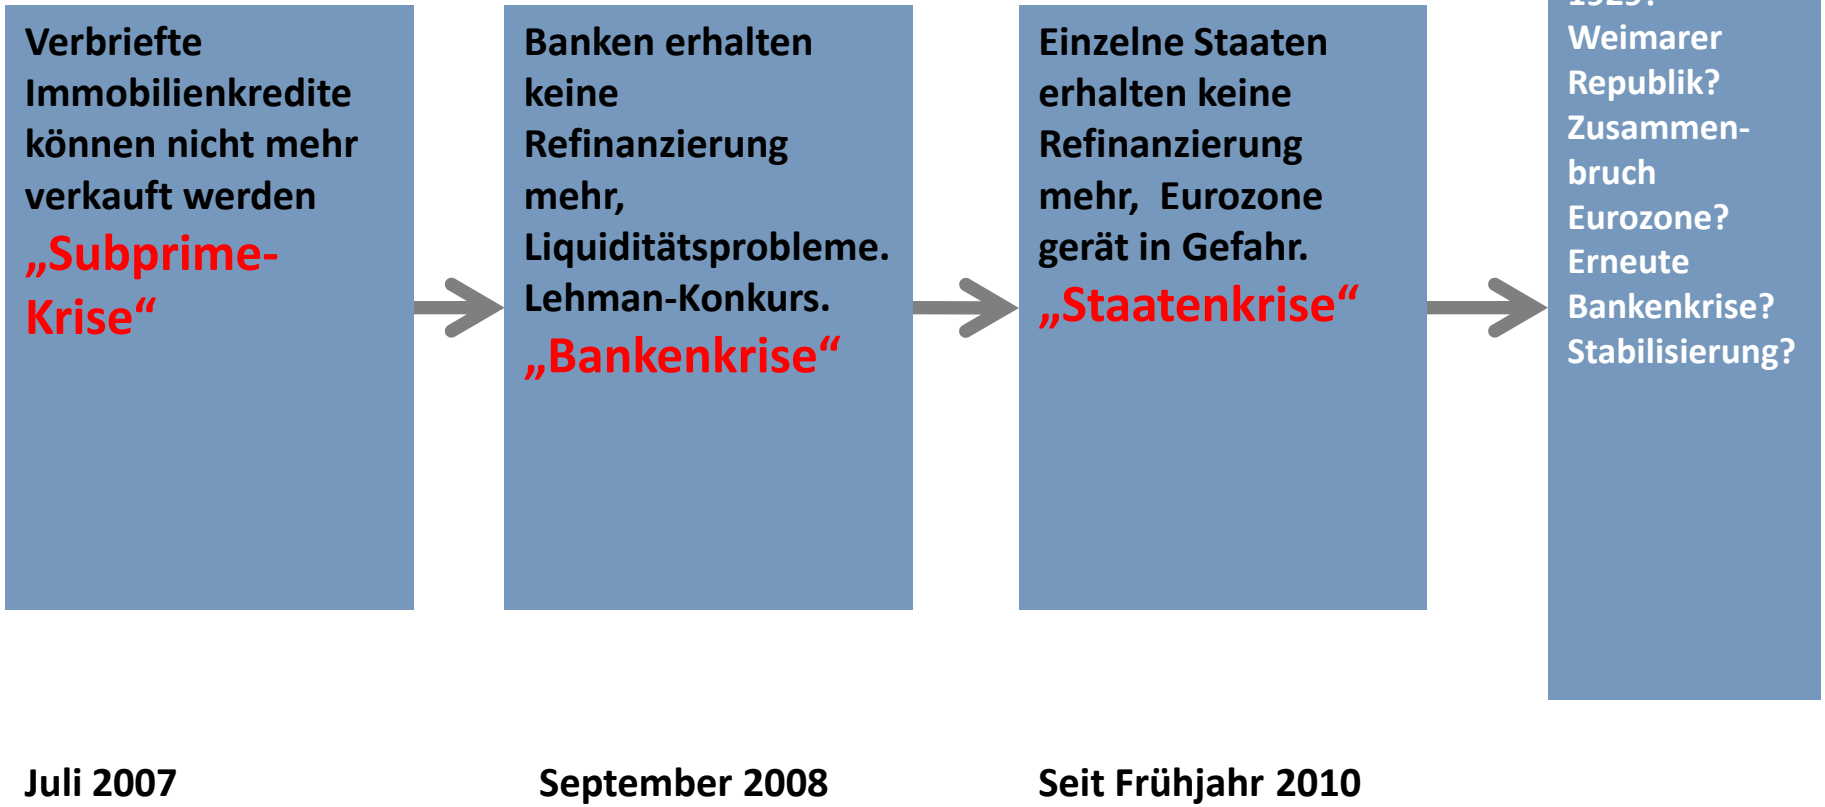 Verbriefte
Immobilienkredite
können nicht mehr
verkauft werden
„Subprime-
Krise“
Banken erhalten
keine
Refinanzierung
mehr,
Liquiditätsprobleme.
Lehman-Konkurs.
„Bankenkrise“
Einzelne Staaten
erhalten keine
Refinanzierung
mehr, Eurozone
gerät in Gefahr.
„Staatenkrise“
Weimarer
Republik?
Zusammen-
bruch
Eurozone?
Erneute
Bankenkrise?
Stabilisierung?
Juli 2007
September 2008
Seit Frühjahr 2010